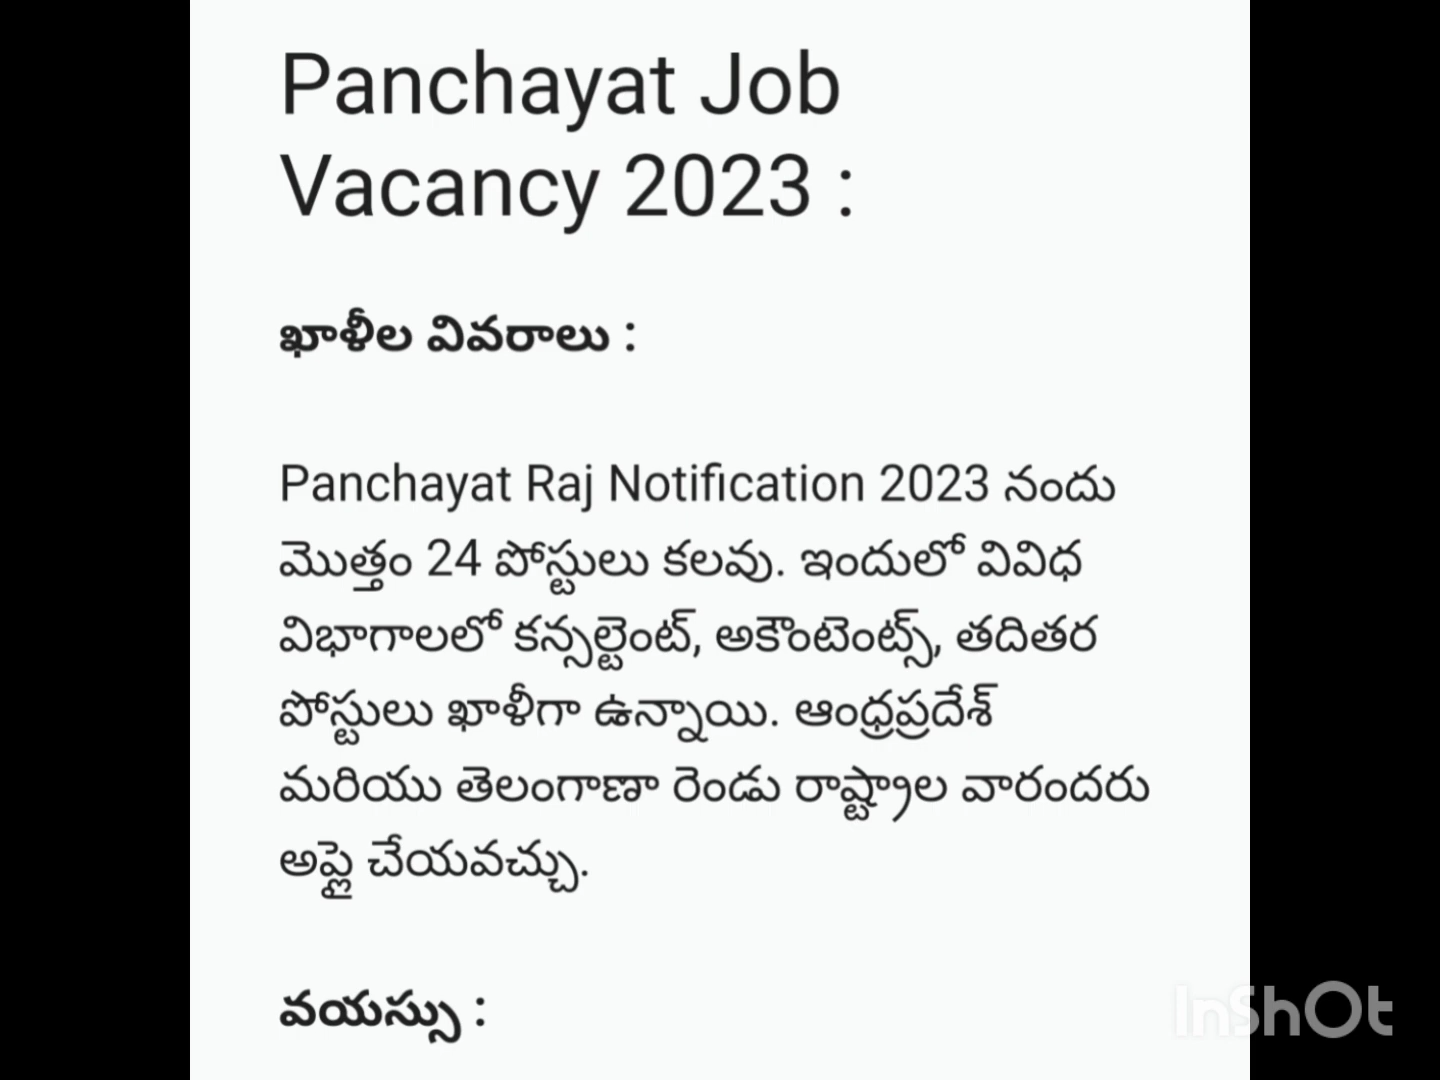 Panchayat Job
Vacancy 2023 :
ఖాళీల వివరాలు :
Panchayat Raj Notification 2023 నందు
మొత్తం 24 పోస్టులు కలవు. ఇందులో వివిధ
విభాగాలలో కన్సల్టెంట్, అకౌంటెంట్స్, తదితర
పోస్టులు ఖాళీగా ఉన్నాయి. ఆంధ్రప్రదేశ్
మరియు తెలంగాణా రెండు రాష్ట్రాల వారందరు
అప్లై చేయవచ్చు.
వయస్సు :
InShOt